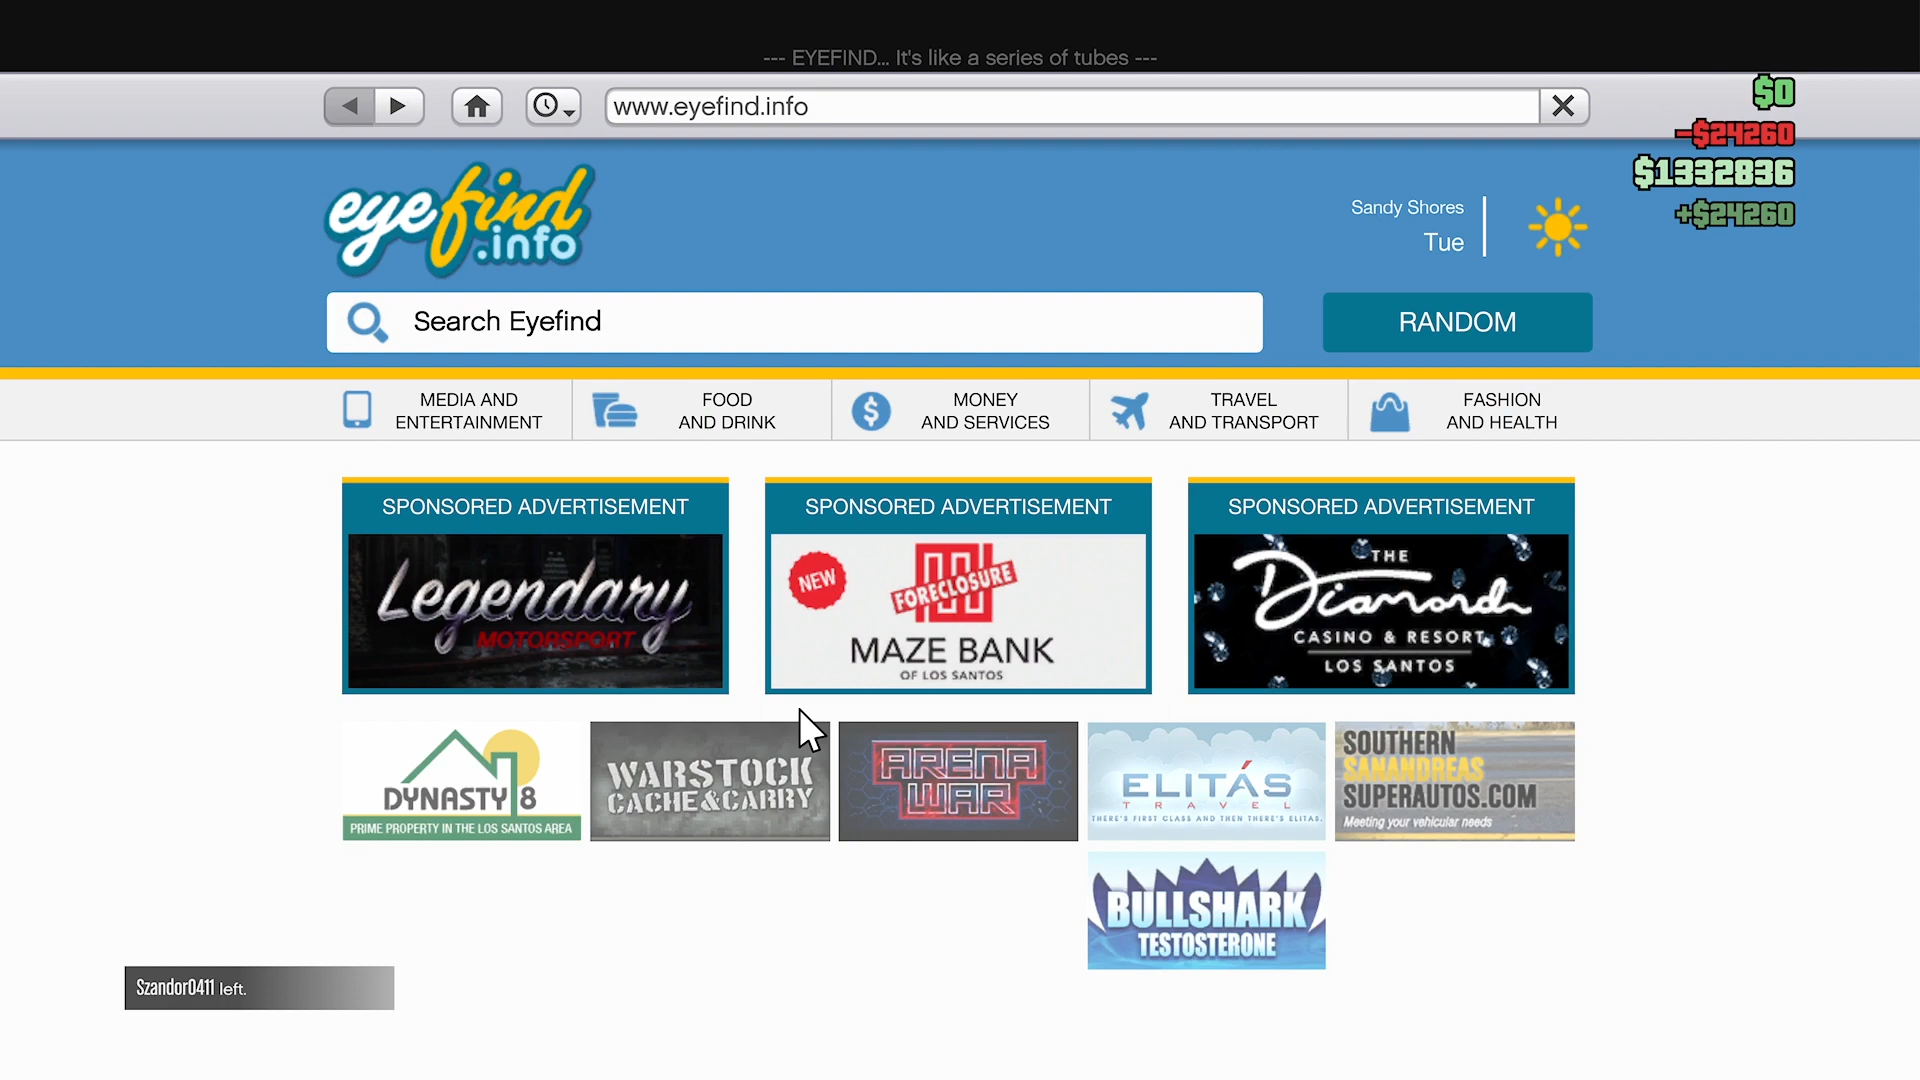 --- EYEFIND... It's like a series of tubes ---
www.eyefind.info
$0
-$24260
$1332836
+$24260
eyefind
.info
Sandy Shores
Tue
Search Eyefind
RANDOM
MEDIA AND
ENTERTAINMENT
FOOD
AND DRINK
MONEY
AND SERVICES
TRAVEL
AND TRANSPORT
FASHION
AND HEALTH
SPONSORED ADVERTISEMENT
Legendary
MOTORSPORT
SPONSORED ADVERTISEMENT
NEW
FORECLOSURE
MAZE BANK
OF LOS SANTOS
SPONSORED ADVERTISEMENT
THE
Diamond
CASINO & RESORT
LOS SANTOS
DYNASTY 8
PRIME PROPERTY IN THE LOS SANTOS AREA
WARSTOCK
CACHE&CARRY
ARENA
WAR
ELITÁS
TRAVEL
THERE'S FIRST CLASS AND THEN THERE'S ELITAS.
SOUTHERN
SANANDREAS
SUPERAUTOS.COM
Meeting your vehicular needs
BULLSHARK
TESTOSTERONE
Szandor0411 left.